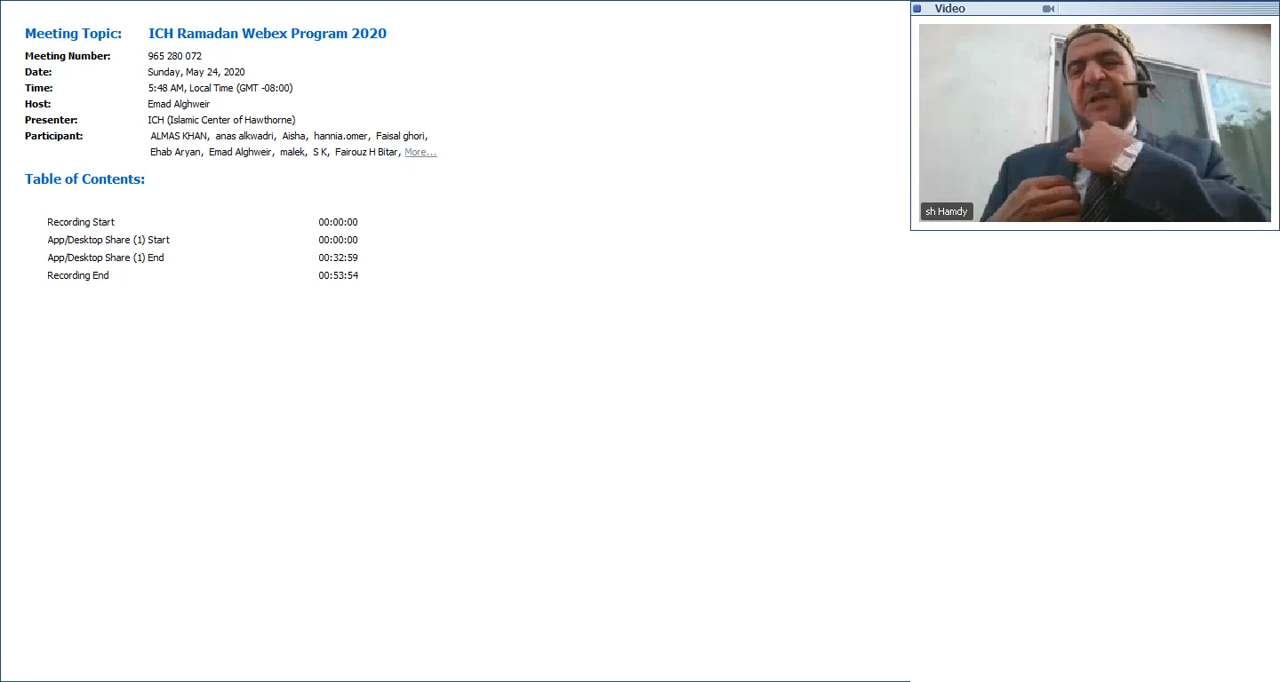 Meeting Topic: ICH Ramadan Webex Program 2020
Meeting Number: 965 280 072
Date: Sunday, May 24, 2020
Time: 5:48 AM, Local Time (GMT -08:00)
Host: Emad Alghweir
Presenter: ICH (Islamic Center of Hawthorne)
Participant: ALMAS KHAN, anas alkwadri, Aisha, hannia.omer, Faisal ghori,
Ehab Aryan, Emad Alghweir, malek, S K, Fairouz H Bitar, More...
Table of Contents:
Recording Start 00:00:00
App/Desktop Share (1) Start 00:00:00
App/Desktop Share (1) End 00:32:59
Recording End 00:53:54
Video
sh Hamdy